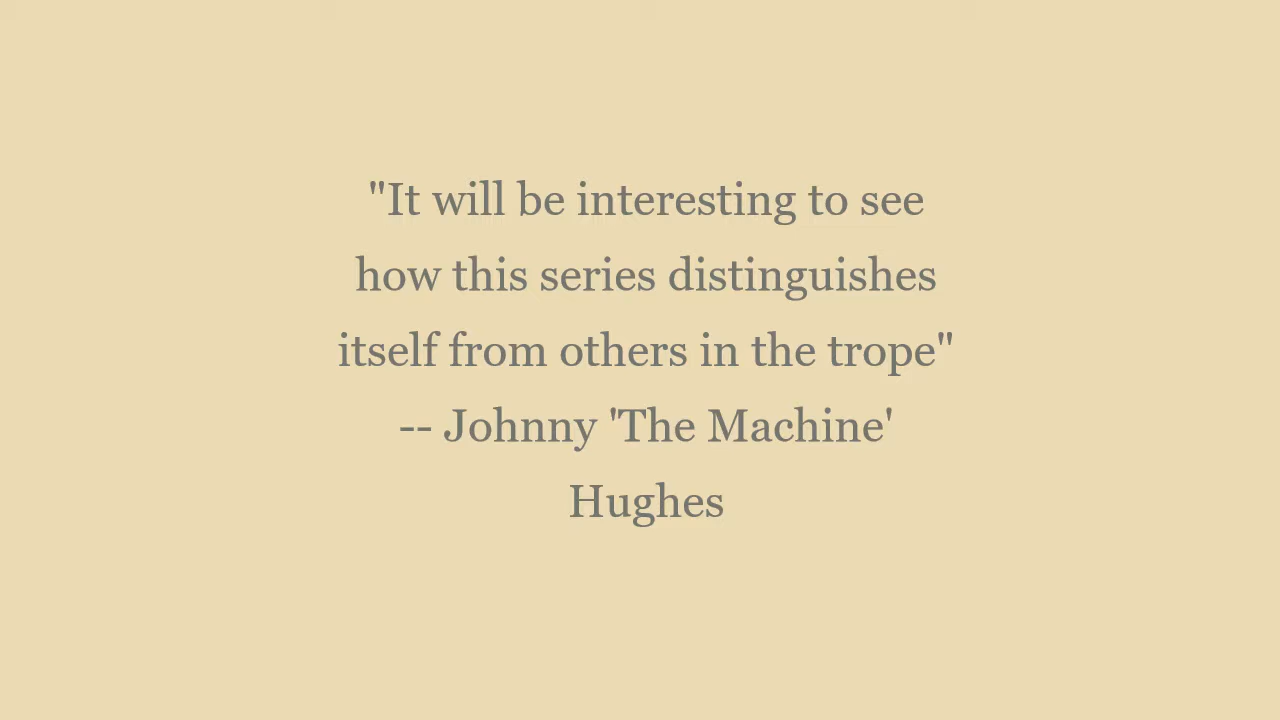 "It will be interesting to see
how this series distinguishes
itself from others in the trope"
-- Johnny 'The Machine'
Hughes